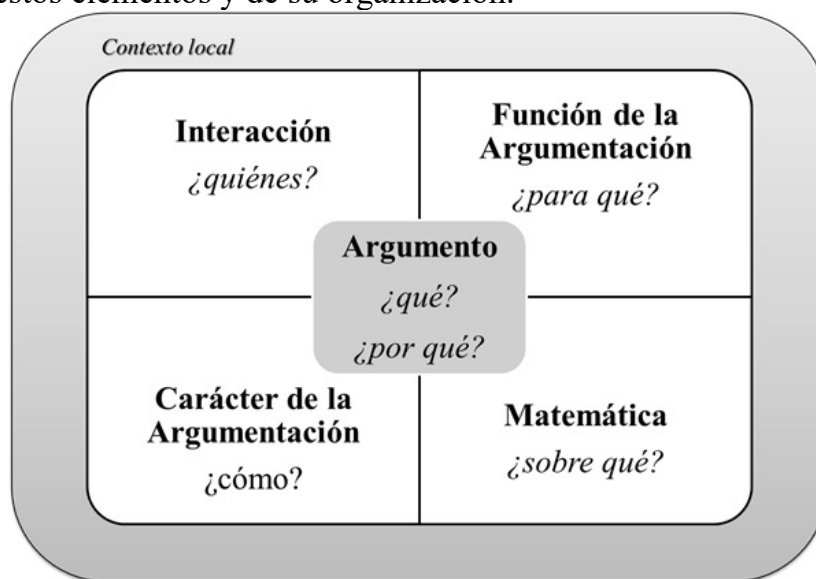 estos elementos y de su organización.
Contexto local
Interacción
¿quiénes?
Función de la
Argumentación
¿para qué?
Argumento
¿qué?
¿por qué?
Carácter de la
Argumentación
¿cómo?
Matemática
¿sobre qué?